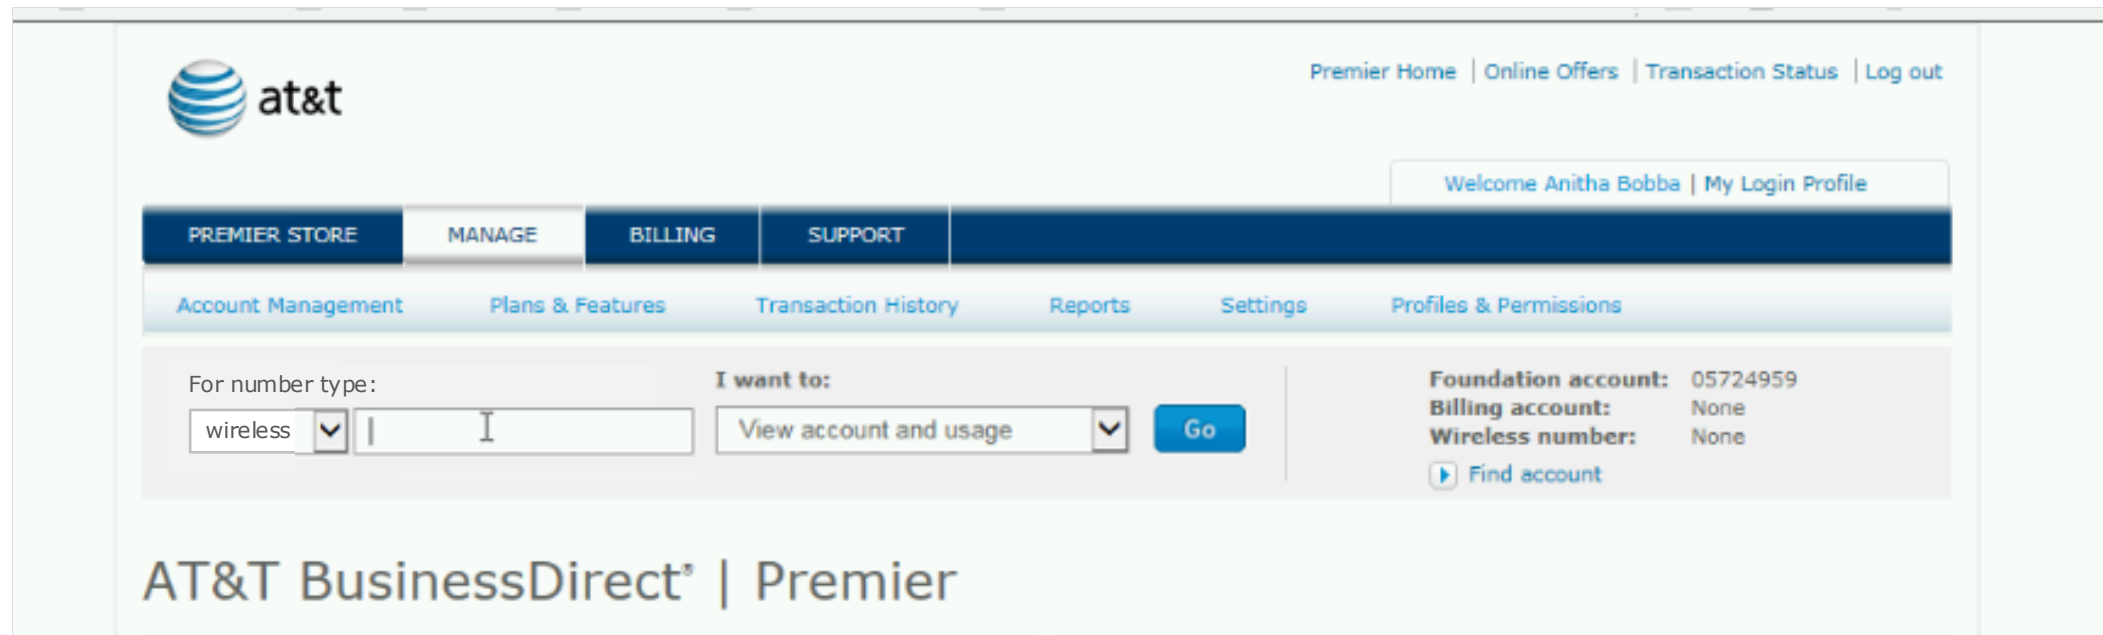 at&t
Premier Home | Online Offers | Transaction Status | Log out
Welcome Anitha Bobba | My Login Profile
PREMIER STORE MANAGE BILLING SUPPORT
Account Management Plans & Features Transaction History Reports Settings Profiles & Permissions
For number type:
wireless
I want to:
View account and usage
Go
Foundation account: 05724959
Billing account: None
Wireless number: None
Find account
AT&T BusinessDirect® | Premier